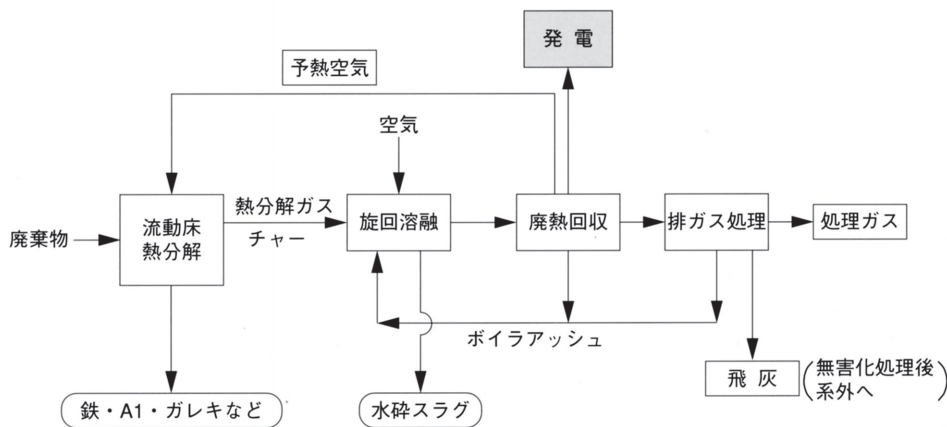 発 電
予熱空気
空気
廃棄物
流動床
熱分解
熱分解ガス
チャー
旋回溶融
廃熱回収
排ガス処理
処理ガス
ボイラアッシュ
鉄・A1・ガレキなど
水砕スラグ
飛 灰
(無害化処理後
系外へ)